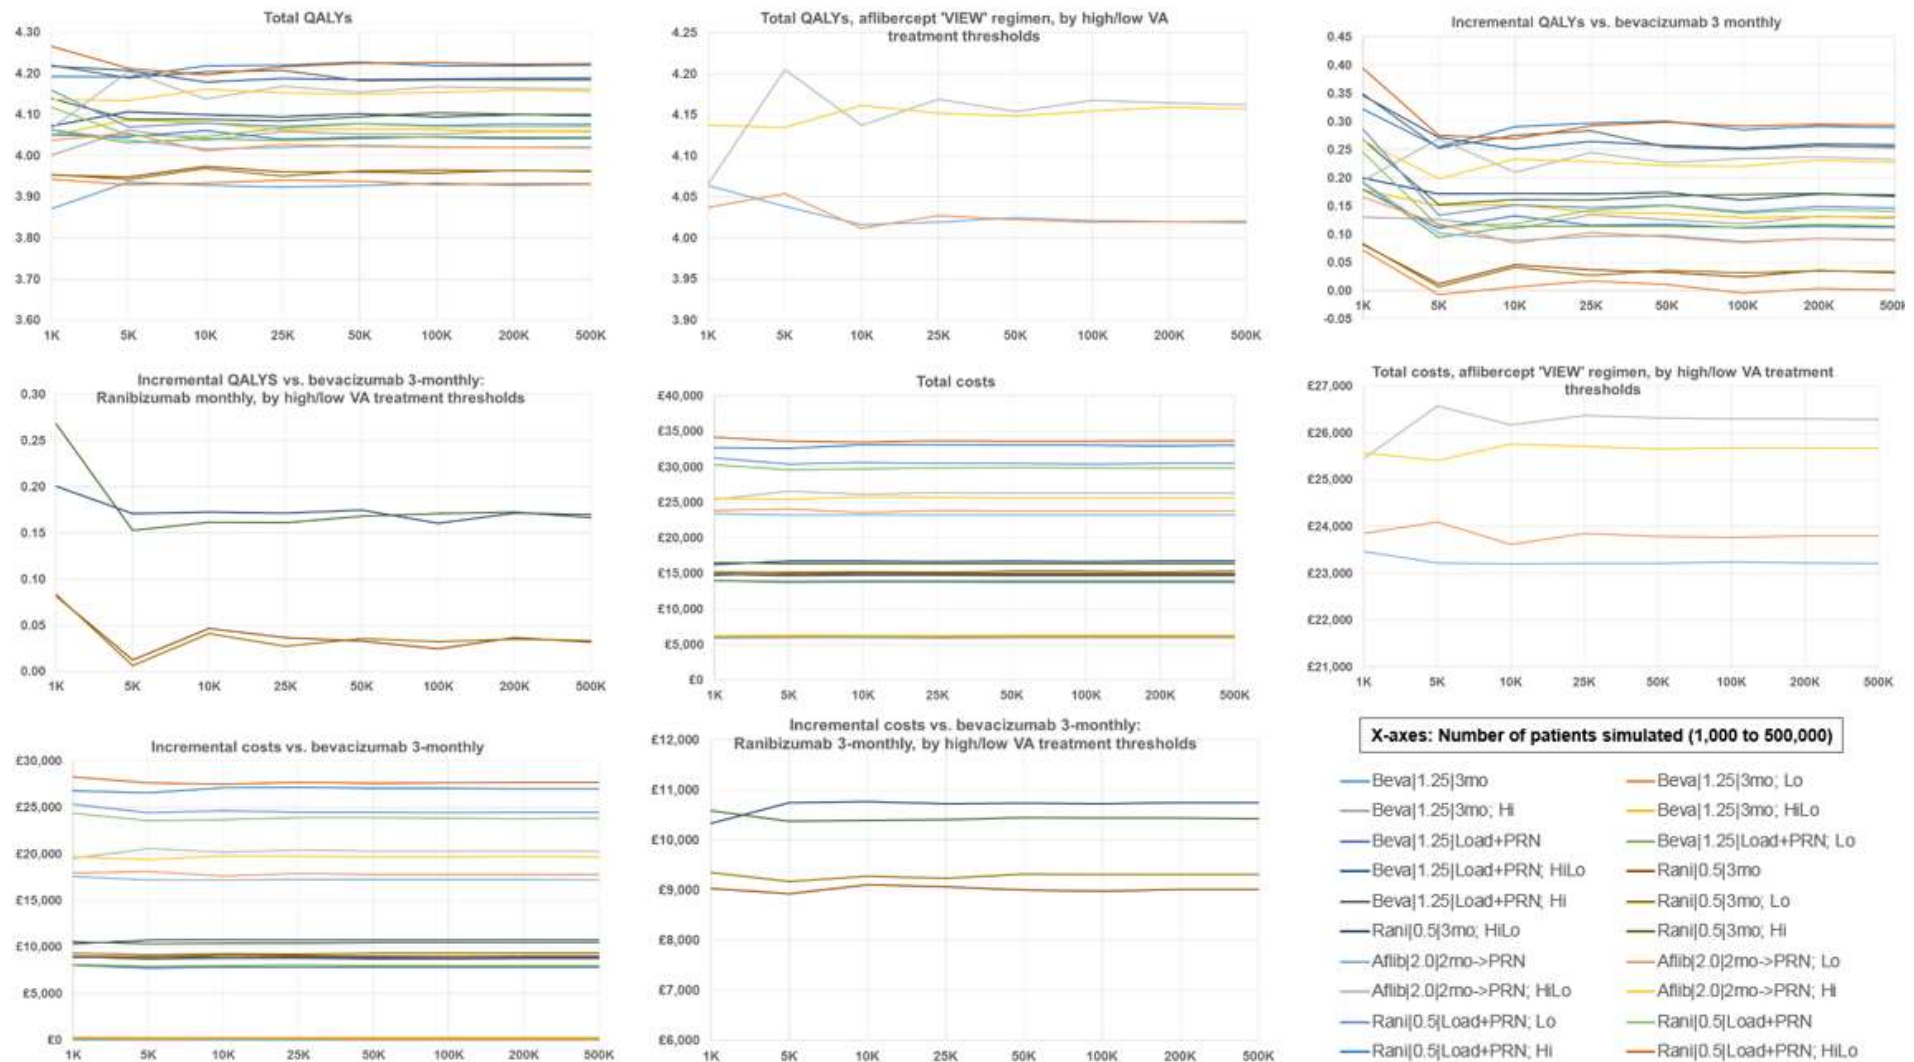 Total QALYs
4.30
4.20
4.10
4.00
3.90
3.80
3.70
3.60
1K 5K 10K 25K 50K 100K 200K 500K
Total QALYs, aflibercept 'VIEW' regimen, by high/low VA
treatment thresholds
4.25
4.20
4.15
4.10
4.05
4.00
3.95
3.90
1K 5K 10K 25K 50K 100K 200K 500K
Incremental QALYs vs. bevacizumab 3 monthly
0.45
0.40
0.35
0.30
0.25
0.20
0.15
0.10
0.05
0.00
-0.05
1K 5K 10K 25K 50K 100K 200K 500K
Incremental QALYS vs. bevacizumab 3-monthly:
Ranibizumab monthly, by high/low VA treatment thresholds
0.30
0.25
0.20
0.15
0.10
0.05
0.00
1K 5K 10K 25K 50K 100K 200K 500K
Total costs
£40,000
£35,000
£30,000
£25,000
£20,000
£15,000
£10,000
£5,000
£0
1K 5K 10K 25K 50K 100K 200K 500K
Total costs, aflibercept 'VIEW' regimen, by high/low VA treatment
thresholds
£27,000
£26,000
£25,000
£24,000
£23,000
£22,000
£21,000
1K 5K 10K 25K 50K 100K 200K 500K
Incremental costs vs. bevacizumab 3-monthly
£30,000
£25,000
£20,000
£15,000
£10,000
£5,000
£0
1K 5K 10K 25K 50K 100K 200K 500K
Incremental costs vs. bevacizumab 3-monthly:
Ranibizumab 3-monthly, by high/low VA treatment thresholds
£12,000
£11,000
£10,000
£9,000
£8,000
£7,000
£6,000
1K 5K 10K 25K 50K 100K 200K 500K
X-axes: Number of patients simulated (1,000 to 500,000)
Beva|1.25|3mo
Beva|1.25|3mo; Lo
Beva|1.25|3mo; Hi
Beva|1.25|3mo; HiLo
Beva|1.25|Load+PRN
Beva|1.25|Load+PRN; Lo
Beva|1.25|Load+PRN; HiLo
Rani|0.5|3mo
Beva|1.25|Load+PRN; Hi
Rani|0.5|3mo; Lo
Rani|0.5|3mo; HiLo
Rani|0.5|3mo; Hi
Aflib|2.0|2mo->PRN
Aflib|2.0|2mo->PRN; Lo
Aflib|2.0|2mo->PRN; HiLo
Aflib|2.0|2mo->PRN; Hi
Rani|0.5|Load+PRN; Lo
Rani|0.5|Load+PRN
Rani|0.5|Load+PRN; Hi
Rani|0.5|Load+PRN; HiLo